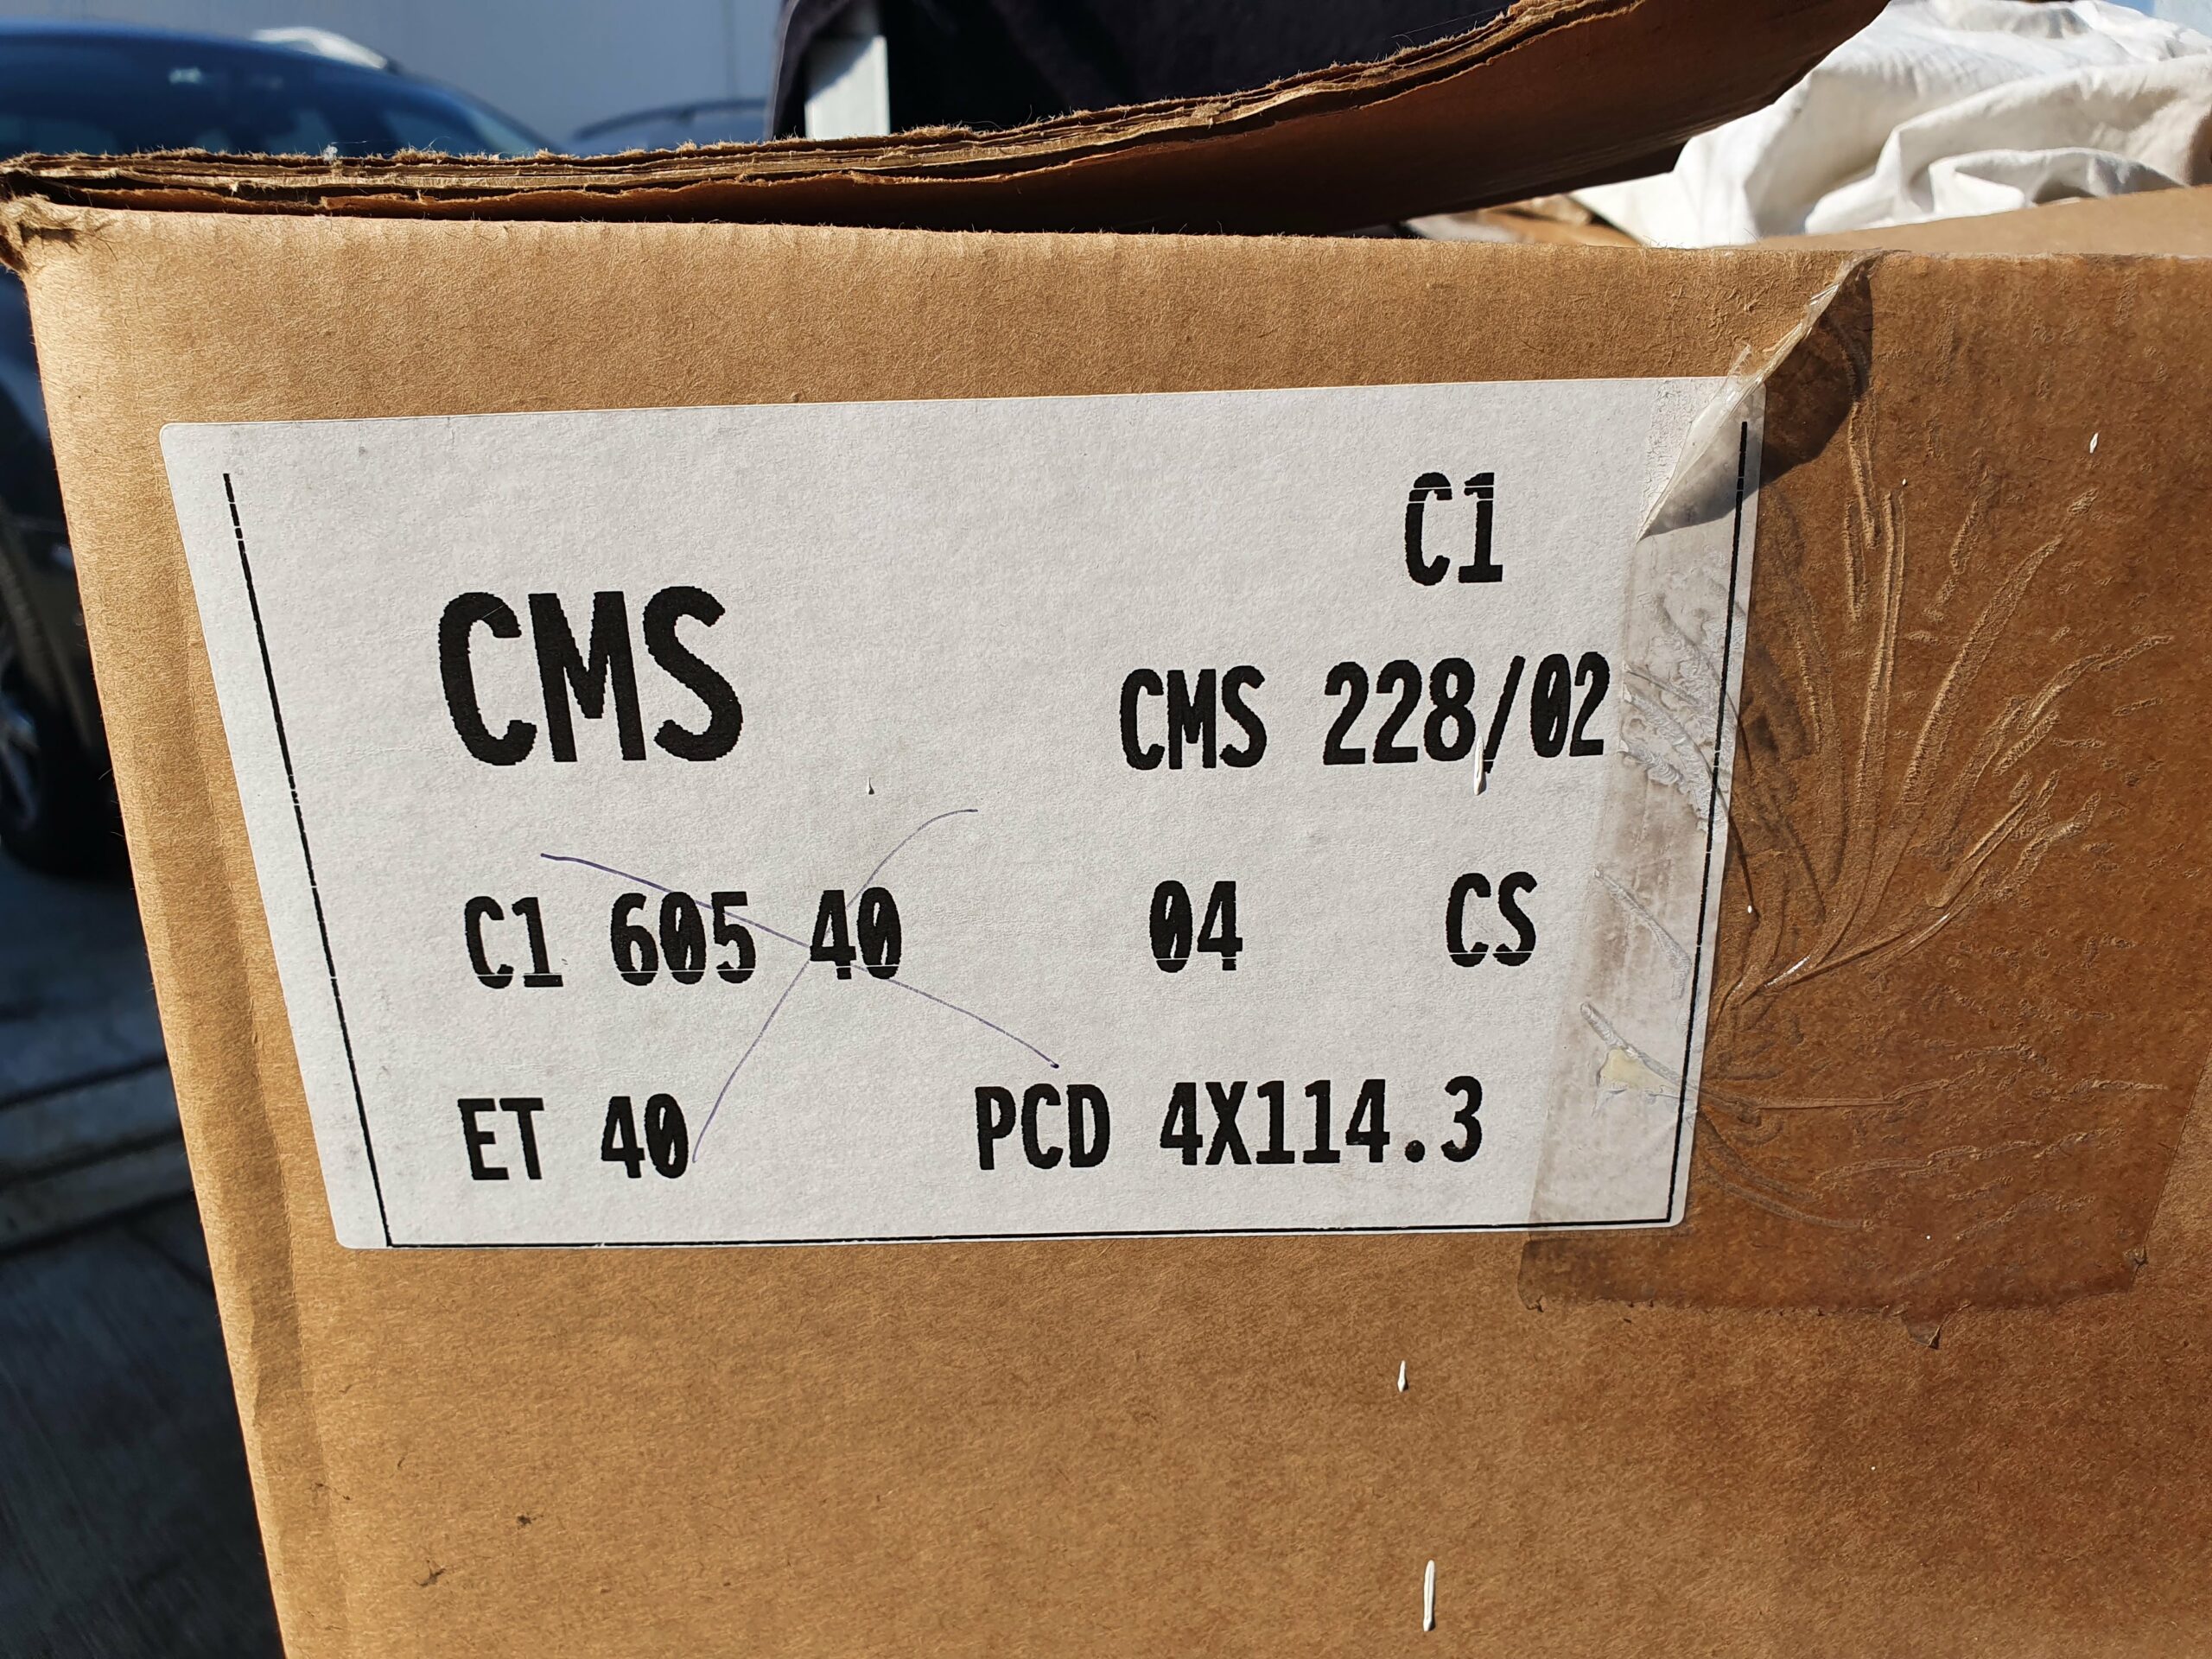 C1
CMS CMS 228/02
C1 605 40 04 CS
ET 40 PCD 4X114.3